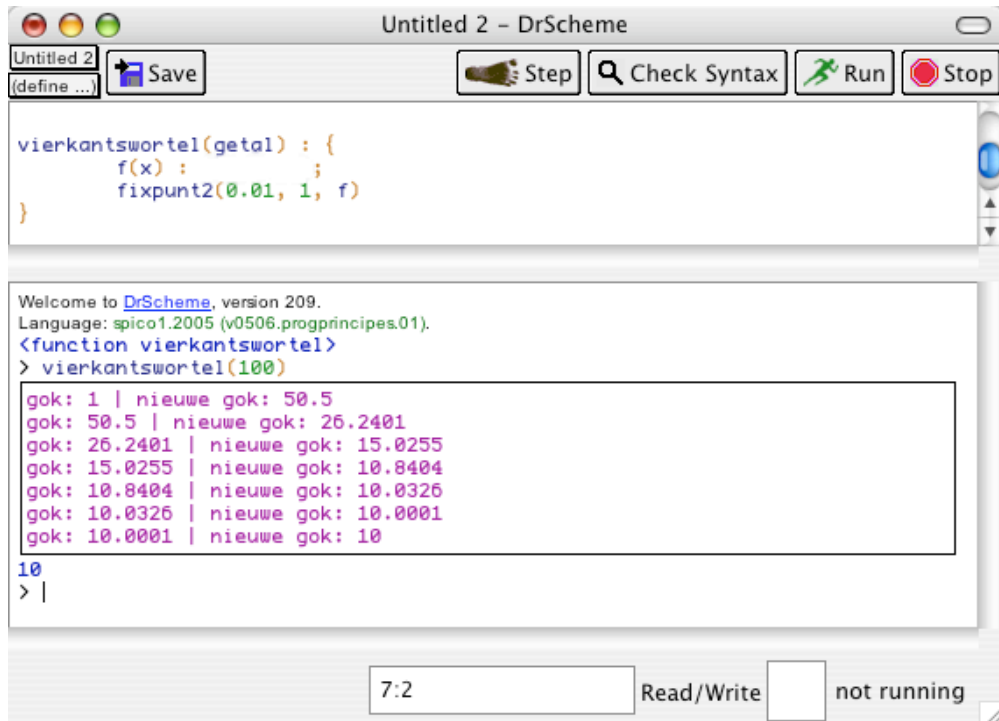 Untitled 2 – DrScheme
Untitled 2
(define ...)
Save
Step
Check Syntax
Run
Stop
vierkantswortel(getal) : {
f(x) : ;
fixpunt2(0.01, 1, f)
}
Welcome to DrScheme, version 209.
Language: spico1.2005 (v0506.progprincipes.01).
<function vierkantswortel>
> vierkantswortel(100)
gok: 1 | nieuwe gok: 50.5
gok: 50.5 | nieuwe gok: 26.2401
gok: 26.2401 | nieuwe gok: 15.0255
gok: 15.0255 | nieuwe gok: 10.8404
gok: 10.8404 | nieuwe gok: 10.0326
gok: 10.0326 | nieuwe gok: 10.0001
gok: 10.0001 | nieuwe gok: 10
10
>
7:2
Read/Write
not running